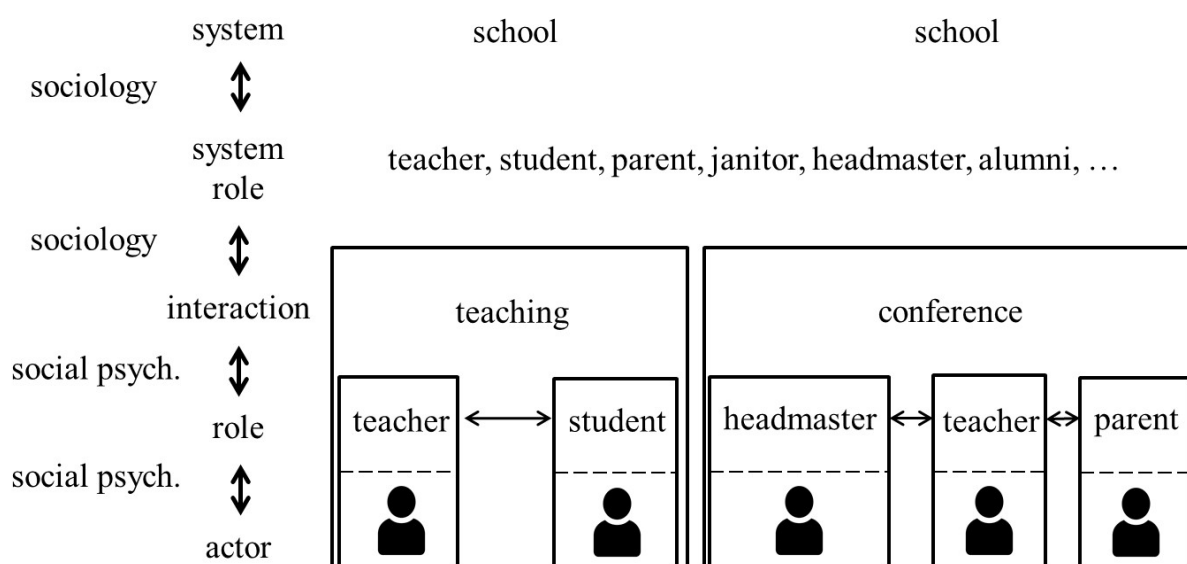 system school school
sociology
system
role
teacher, student, parent, janitor, headmaster, alumni, …
sociology
interaction teaching conference
social psych.
role teacher student headmaster teacher parent
social psych.
actor